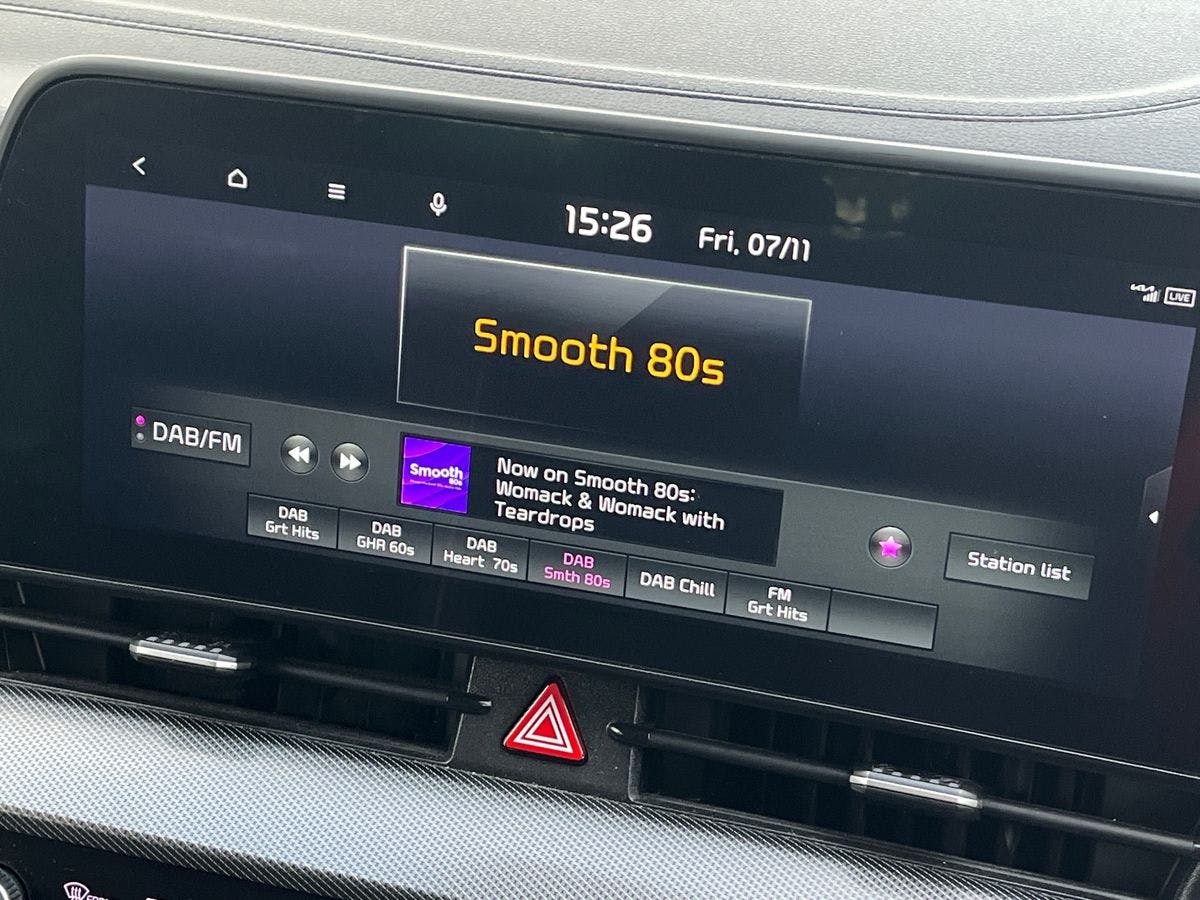 15:26
Fri, 07/11
LIVE
Smooth 80s
DAB/FM
Smooth
80s
Now on Smooth 80s:
Womack & Womack with
Teardrops
Station list
DAB
Grt Hits
DAB
GHR 60s
DAB
Heart 70s
DAB
Smth 80s
DAB Chill
FM
Grt Hits